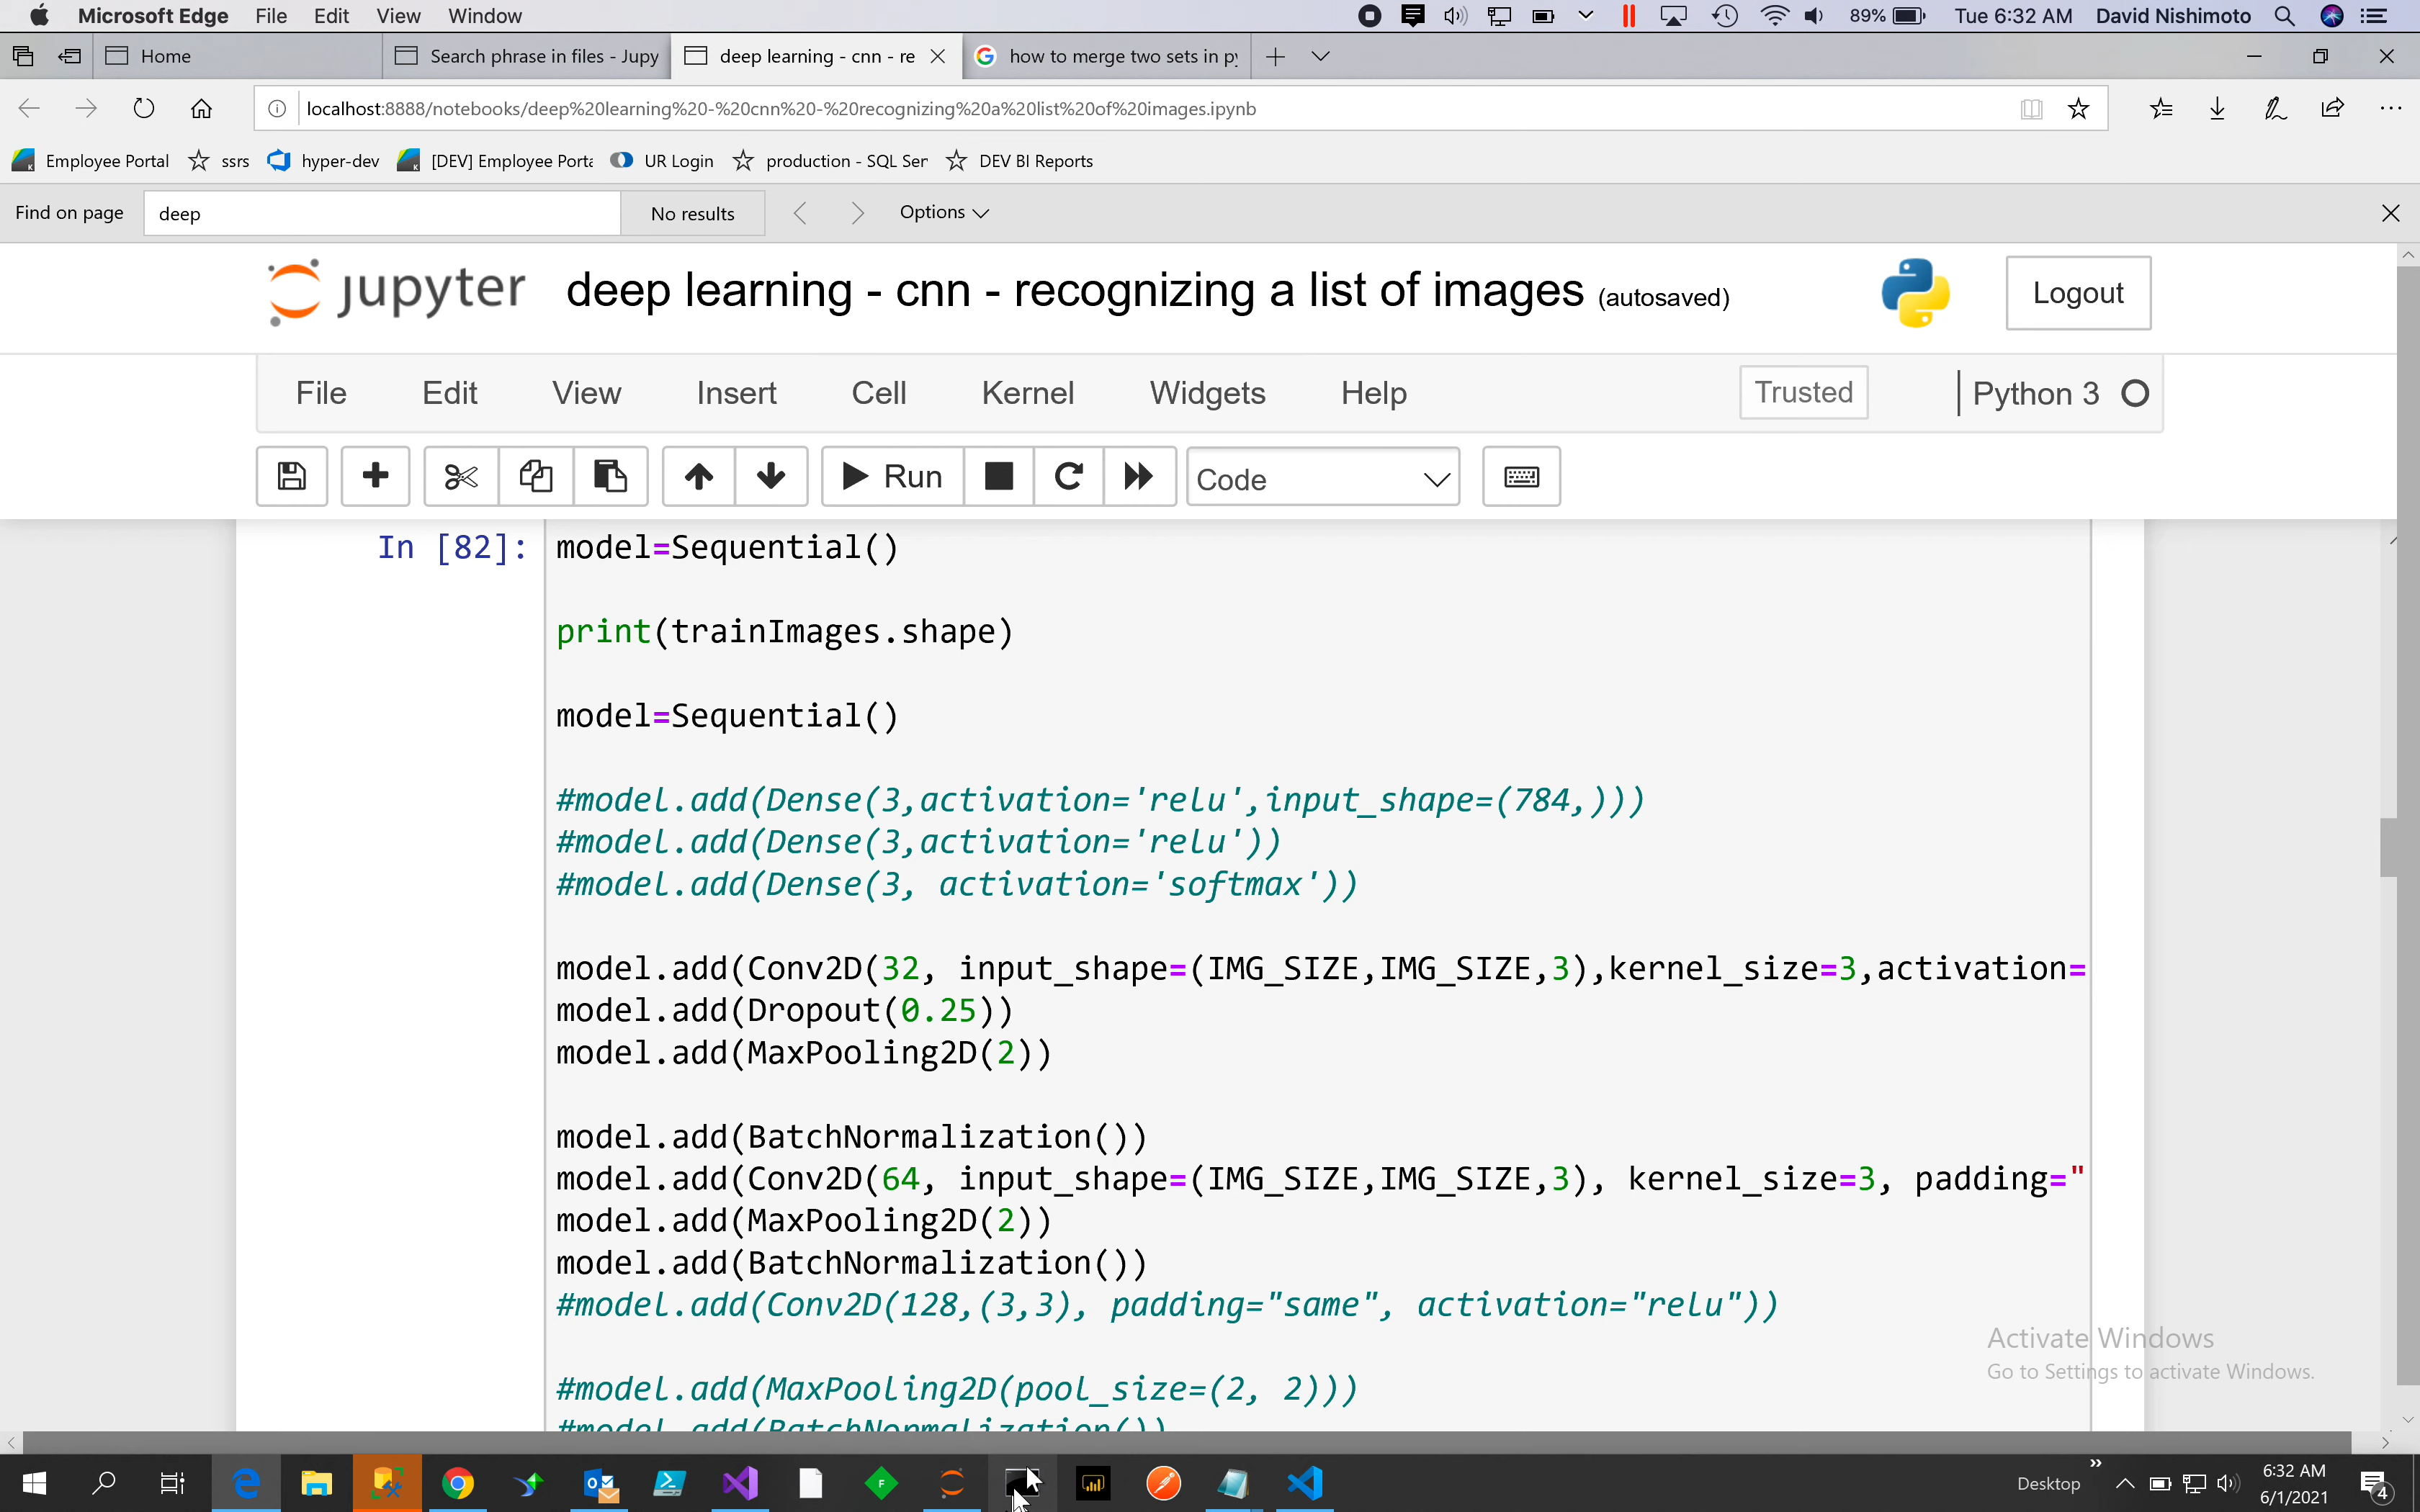 Microsoft Edge File Edit View Window 89% Tue 6:32 AM David Nishimoto
Home Search phrase in files - Jupy deep learning - cnn - re how to merge two sets in py
localhost:8888/notebooks/deep%20learning%20-%20cnn%20-%20recognizing%20a%20list%20of%20images.ipynb
Employee Portal ssrs hyper-dev [DEV] Employee Porta UR Login production - SQL Ser DEV BI Reports
Find on page deep No results Options
jupyter deep learning - cnn - recognizing a list of images (autosaved) Logout
File Edit View Insert Cell Kernel Widgets Help Trusted Python 3
Run Code
In [82]: model=Sequential()
print(trainImages.shape)
model=Sequential()
#model.add(Dense(3,activation='relu',input_shape=(784,)))
#model.add(Dense(3,activation='relu'))
#model.add(Dense(3, activation='softmax'))
model.add(Conv2D(32, input_shape=(IMG_SIZE,IMG_SIZE,3),kernel_size=3,activation=
model.add(Dropout(0.25))
model.add(MaxPooling2D(2))
model.add(BatchNormalization())
model.add(Conv2D(64, input_shape=(IMG_SIZE,IMG_SIZE,3), kernel_size=3, padding="
model.add(MaxPooling2D(2))
model.add(BatchNormalization())
#model.add(Conv2D(128,(3,3), padding="same", activation="relu"))
#model.add(MaxPooling2D(pool_size=(2, 2)))
#model.add(BatchNormalization())
Activate Windows
Go to Settings to activate Windows.
Desktop 6:32 AM
6/1/2021 4